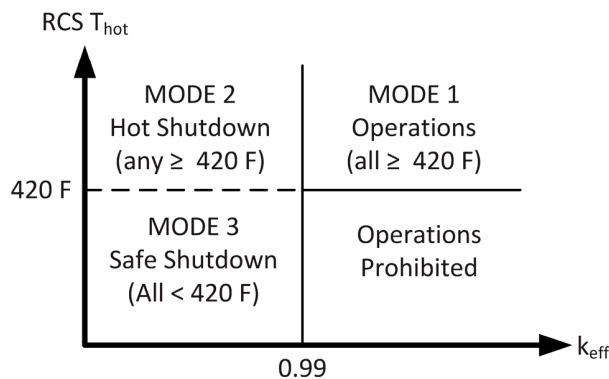 RCS T_hot
MODE 2
Hot Shutdown
(any ≥ 420 F)
MODE 1
Operations
(all ≥ 420 F)
420 F
MODE 3
Safe Shutdown
(All < 420 F)
Operations
Prohibited
k_eff
0.99